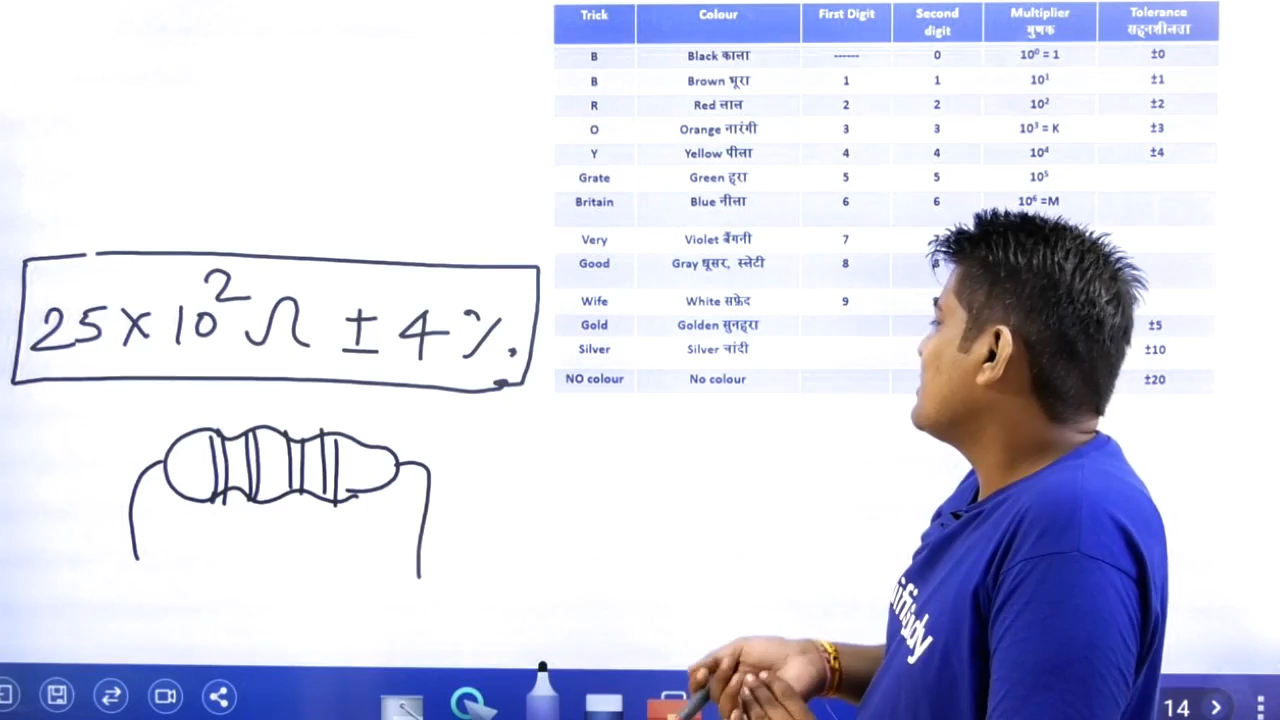 Trick Colour First Digit Second digit Multiplier गुणक Tolerance सहनशीलता
B Black काला ------ 0 10⁰ = 1 ±0
B Brown भूरा 1 1 10¹ ±1
R Red लाल 2 2 10² ±2
O Orange नारंगी 3 3 10³ = K ±3
Y Yellow पीला 4 4 10⁴ ±4
Grate Green हरा 5 5 10⁵
Britain Blue नीला 6 6 10⁶ =M
Very Violet बैंगनी 7 7
Good Gray धूसर, स्लेटी 8 8
Wife White सफ़ेद 9
Gold Golden सुनहरा ±5
Silver Silver चांदी ±10
NO colour No colour ±20
25 × 10² Ω ± 4 %.
14